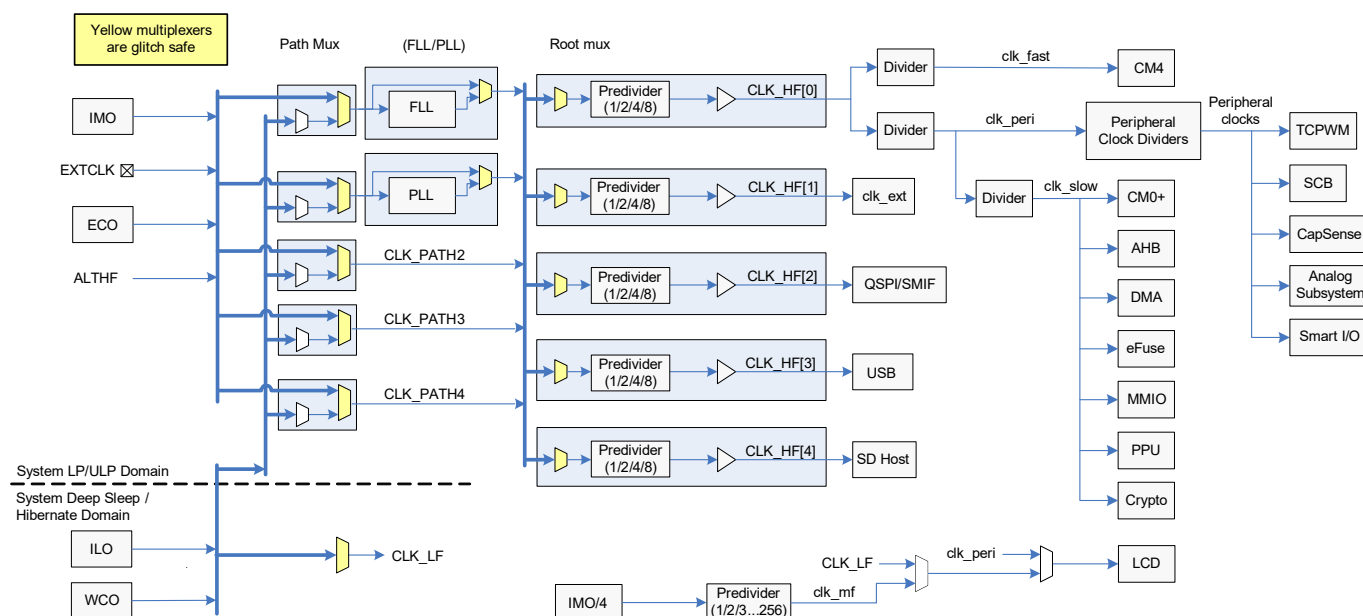 Yellow multiplexers
are glitch safe
Path Mux
(FLL/PLL)
Root mux
IMO
EXTCLK
ECO
ALTHF
FLL
PLL
CLK_PATH2
CLK_PATH3
CLK_PATH4
Predivider
(1/2/4/8)
CLK_HF[0]
Predivider
(1/2/4/8)
CLK_HF[1]
clk_ext
Predivider
(1/2/4/8)
CLK_HF[2]
QSPI/SMIF
Predivider
(1/2/4/8)
CLK_HF[3]
USB
Predivider
(1/2/4/8)
CLK_HF[4]
SD Host
Divider
clk_fast
CM4
Divider
clk_peri
Peripheral
Clock Dividers
Peripheral
clocks
TCPWM
SCB
CapSense
Analog
Subsystem
Smart I/O
Divider
clk_slow
CM0+
AHB
DMA
eFuse
MMIO
PPU
Crypto
System LP/ULP Domain
System Deep Sleep /
Hibernate Domain
ILO
WCO
CLK_LF
IMO/4
Predivider
(1/2/3...256)
clk_mf
CLK_LF
clk_peri
LCD